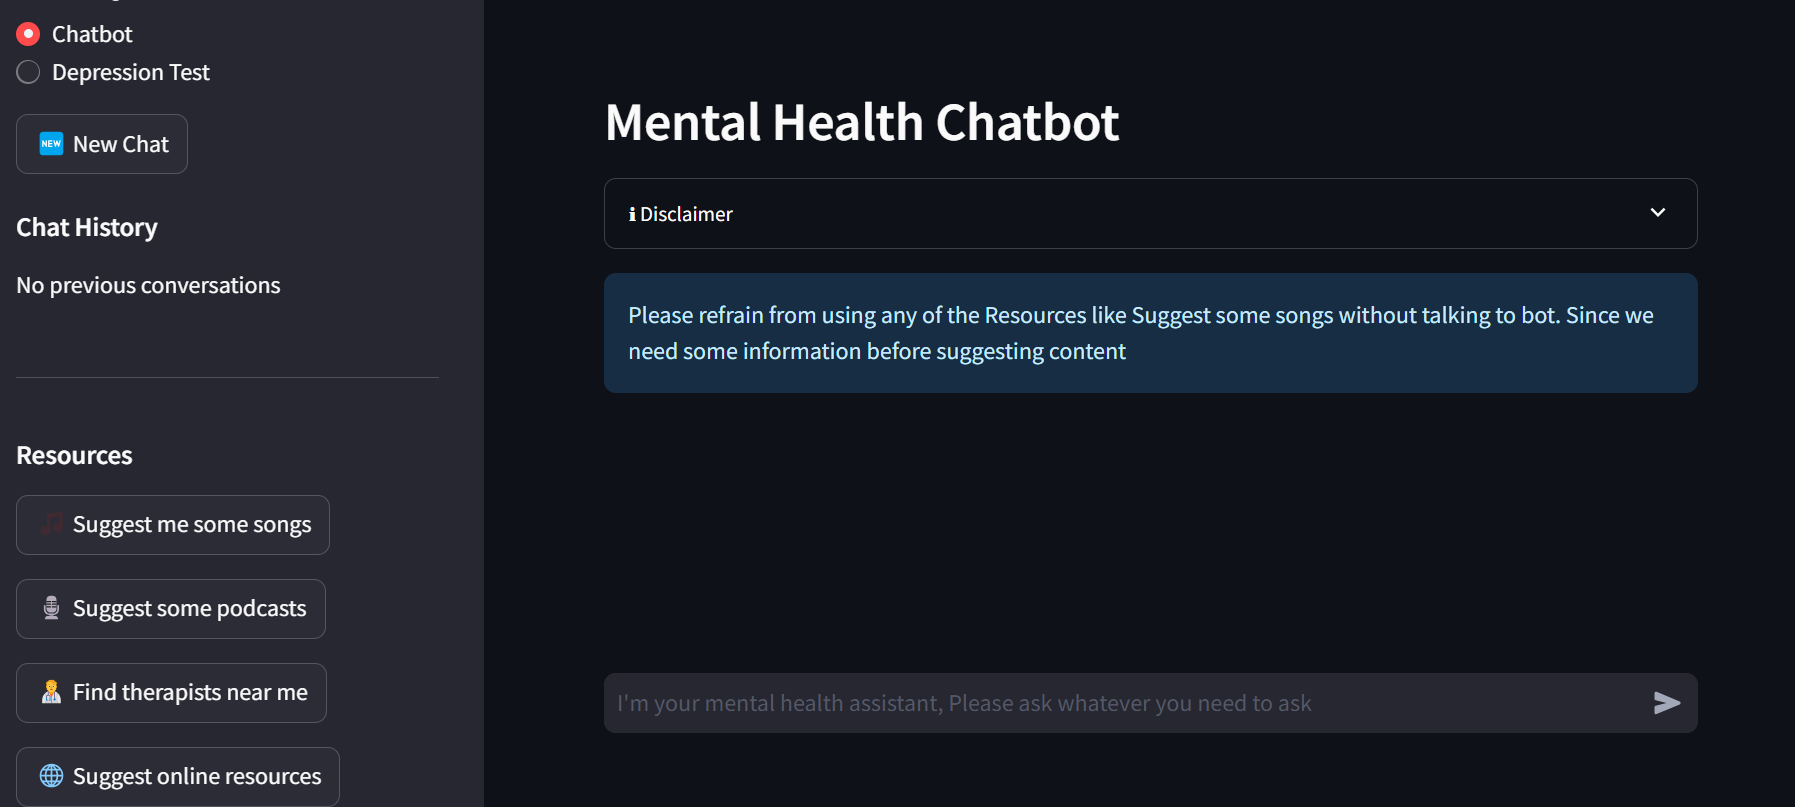 Chatbot
Depression Test
NEW New Chat
Chat History
No previous conversations
Resources
Suggest me some songs
Suggest some podcasts
Find therapists near me
Suggest online resources
Mental Health Chatbot
ℹ Disclaimer
Please refrain from using any of the Resources like Suggest some songs without talking to bot. Since we
need some information before suggesting content
I'm your mental health assistant, Please ask whatever you need to ask